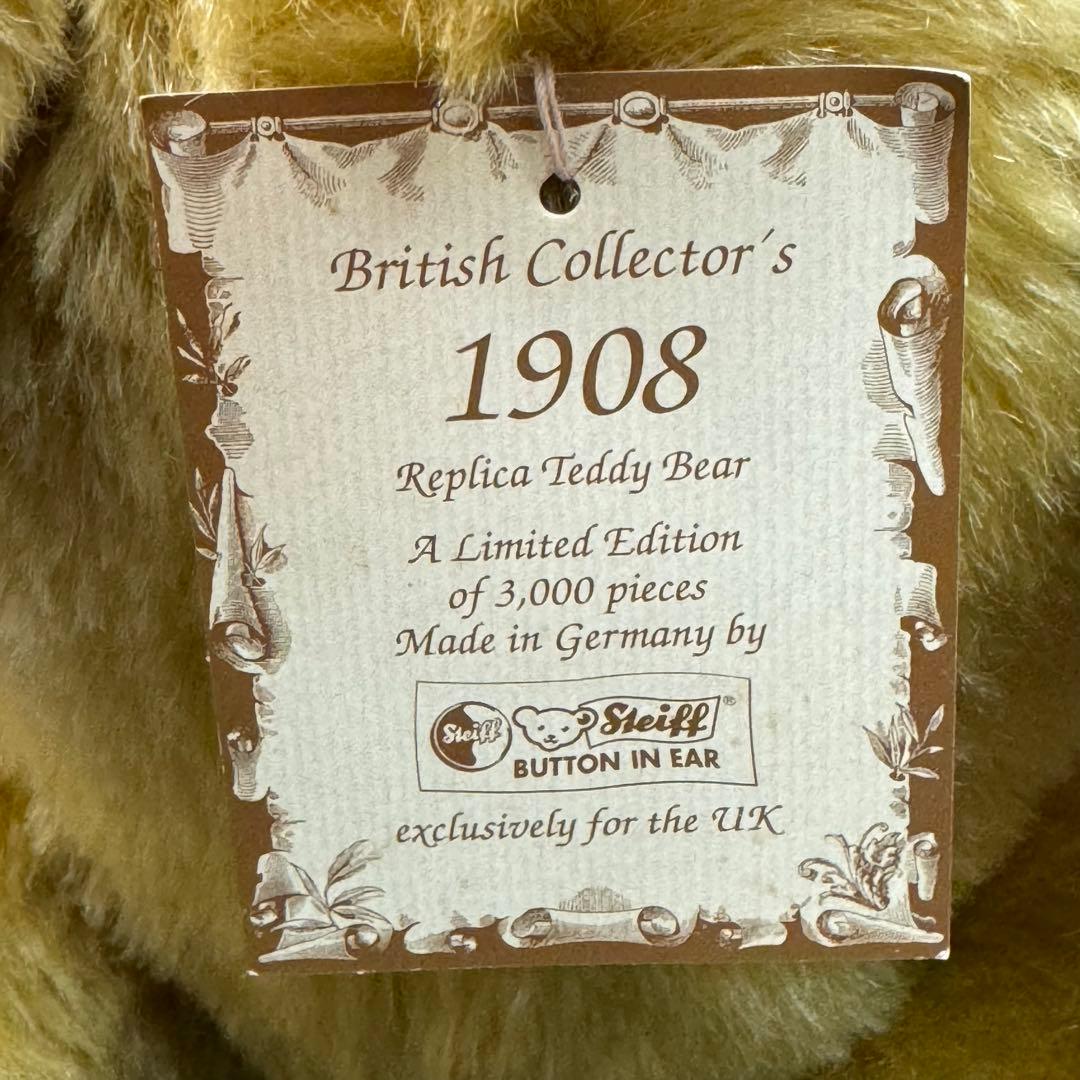 British Collector´s
1908
Replica Teddy Bear
A Limited Edition
of 3,000 pieces
Made in Germany by
Steiff Steiff®
BUTTON IN EAR
exclusively for the UK